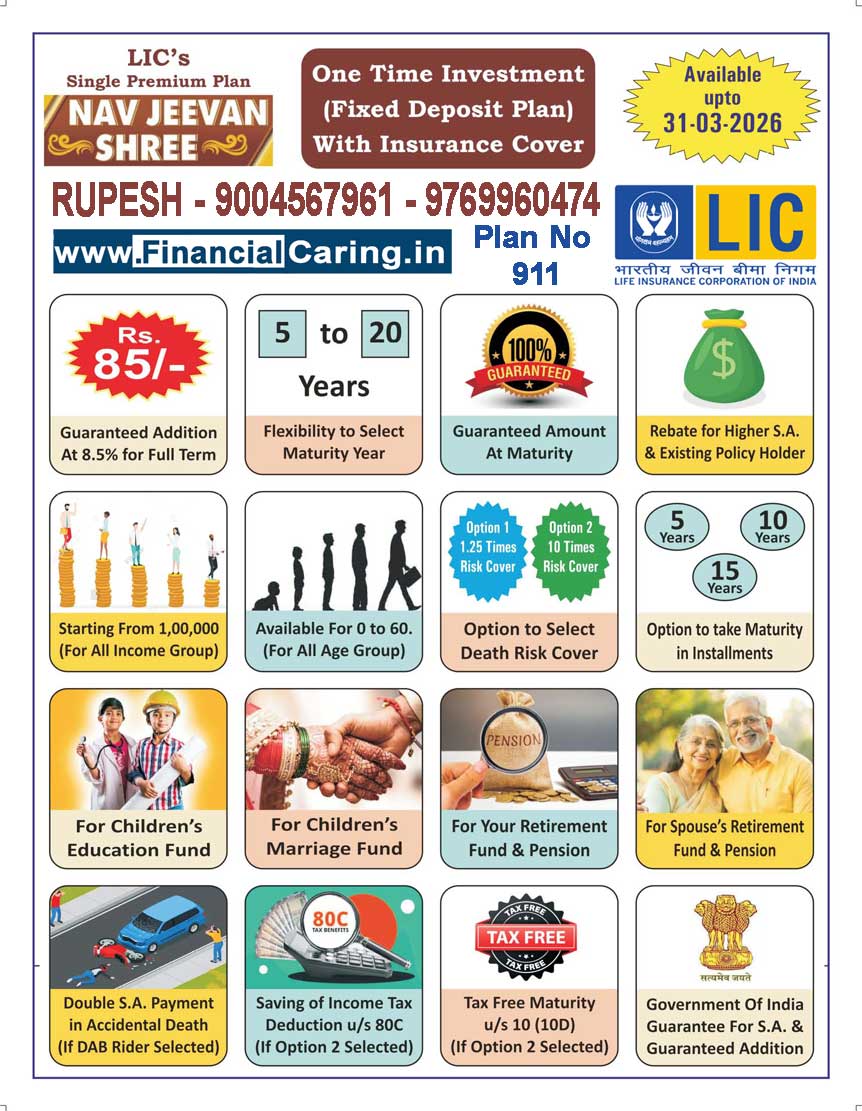 LIC's
Single Premium Plan
NAV JEEVAN
SHREE
One Time Investment
(Fixed Deposit Plan)
With Insurance Cover
Available
upto
31-03-2026
RUPESH - 9004567961 - 9769960474
www.FinancialCaring.in
Plan No
911
योगक्षेमं वहाम्यहम्
LIC
भारतीय जीवन बीमा निगम
LIFE INSURANCE CORPORATION OF INDIA
Rs.
85/-
Guaranteed Addition
At 8.5% for Full Term
5 to 20
Years
Flexibility to Select
Maturity Year
100%
GUARANTEED
Guaranteed Amount
At Maturity
$
Rebate for Higher S.A.
& Existing Policy Holder
Starting From 1,00,000
(For All Income Group)
Available For 0 to 60.
(For All Age Group)
Option 1
1.25 Times
Risk Cover
Option 2
10 Times
Risk Cover
Option to Select
Death Risk Cover
5
Years
10
Years
15
Years
Option to take Maturity
in Installments
For Children's
Education Fund
For Children's
Marriage Fund
PENSION
For Your Retirement
Fund & Pension
For Spouse's Retirement
Fund & Pension
Double S.A. Payment
in Accidental Death
(If DAB Rider Selected)
80C
TAX BENEFITS
Saving of Income Tax
Deduction u/s 80C
(If Option 2 Selected)
TAX FREE
TAX FREE
TAX FREE
Tax Free Maturity
u/s 10 (10D)
(If Option 2 Selected)
सत्यमेव जयते
Government Of India
Guarantee For S.A. &
Guaranteed Addition